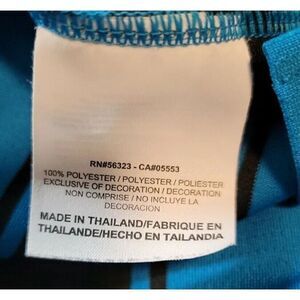 RN#56323 - CA#05553
100% POLYESTER / POLYESTER / POLIESTER
EXCLUSIVE OF DECORATION / DECORATION
NON COMPRISE / NO INCLUYE LA
DECORACION
MADE IN THAILAND/FABRIQUE EN
THAILANDE/HECHO EN TAILANDIA